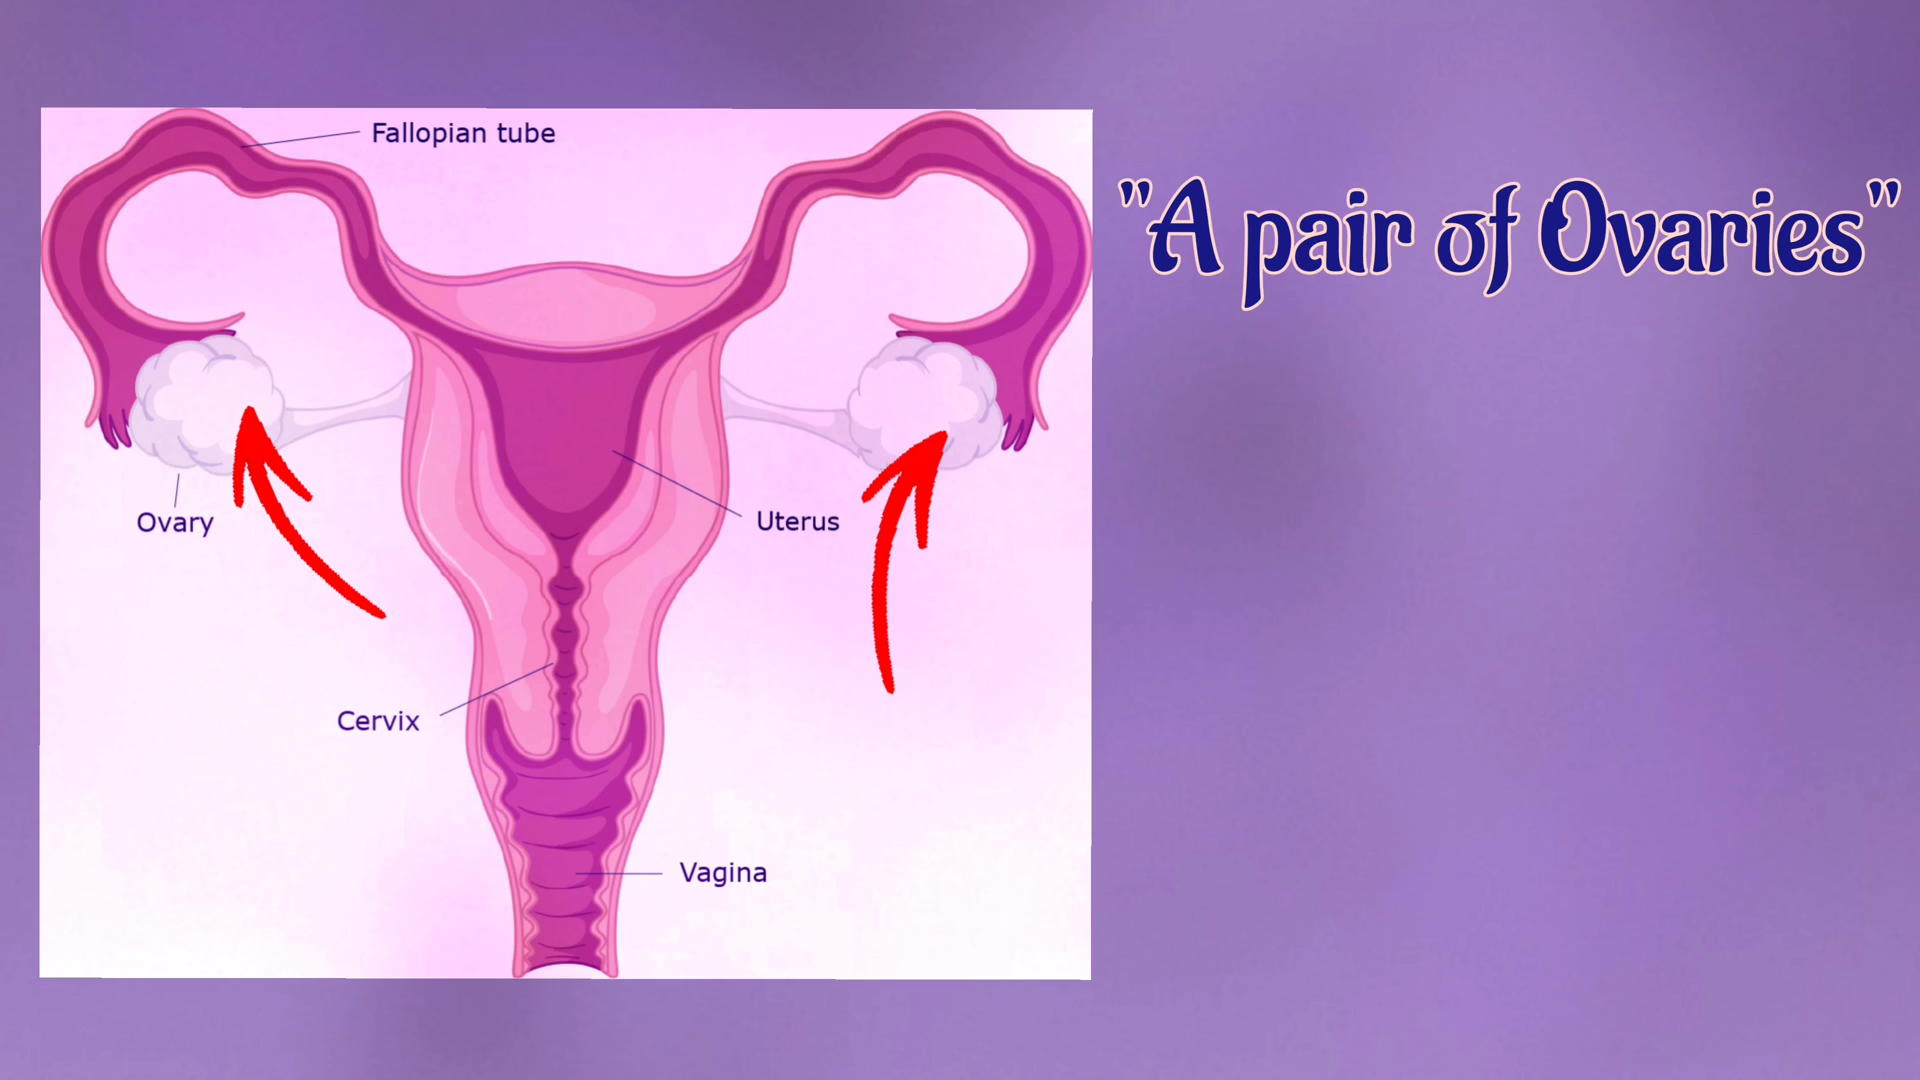 Fallopian tube
"A pair of Ovaries"
Ovary
Uterus
Cervix
Vagina